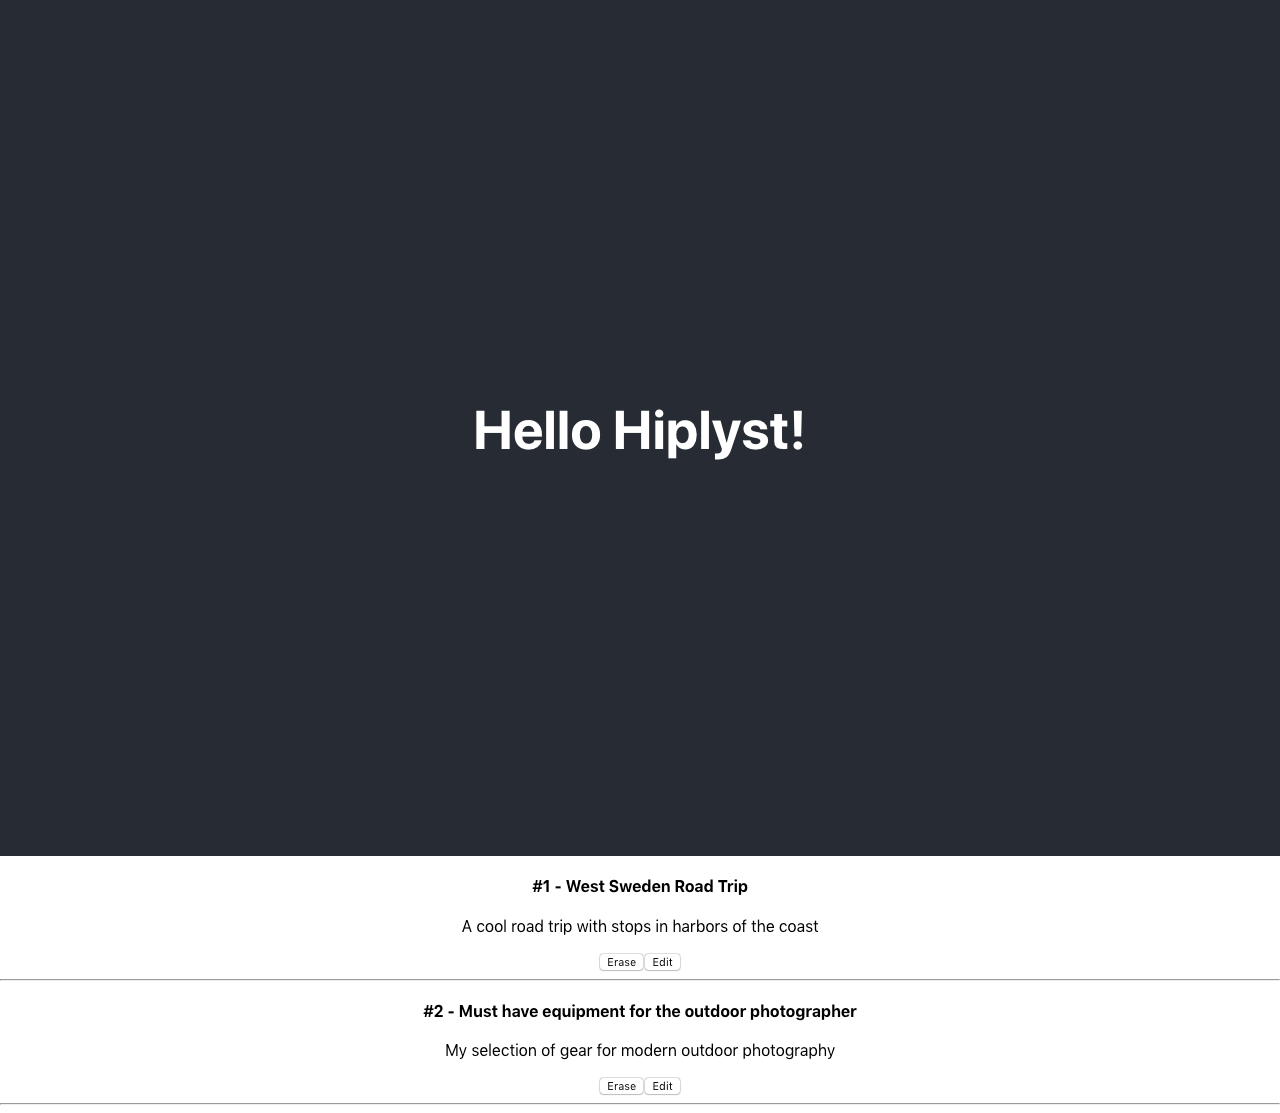 Hello Hiplyst!
#1 - West Sweden Road Trip
A cool road trip with stops in harbors of the coast
Erase Edit
#2 - Must have equipment for the outdoor photographer
My selection of gear for modern outdoor photography
Erase Edit